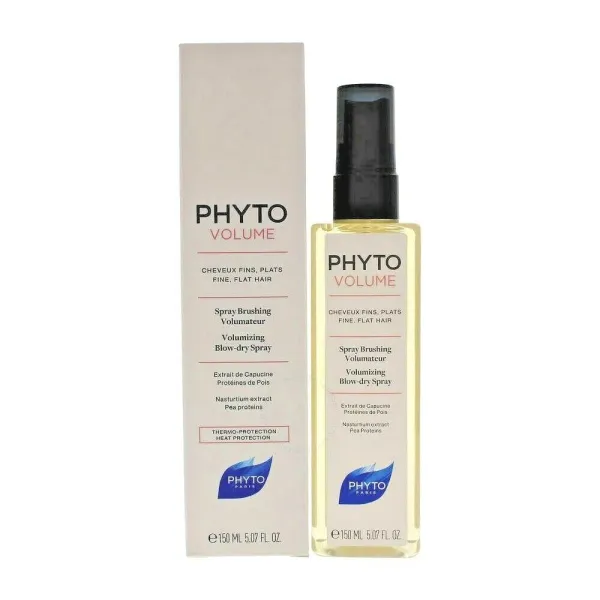 PHYTO
VOLUME
CHEVEUX FINS, PLATS
FINE, FLAT HAIR
Spray Brushing
Volumateur
Volumizing
Blow-dry Spray
Extrait de Capucine
Protéines de Pois
Nasturtium extract
Pea proteins
THERMO-PROTECTION
HEAT PROTECTION
PHYTO
PARIS
℮ 150 ML 5.07 FL. OZ.
PHYTO
VOLUME
CHEVEUX FINS, PLATS
FINE, FLAT HAIR
Spray Brushing
Volumateur
Volumizing
Blow-dry Spray
Extrait de Capucine
Protéines de Pois
Nasturtium extract
Pea Proteins
PHYTO
PARIS
℮ 150 ML 5.07 FL. OZ.